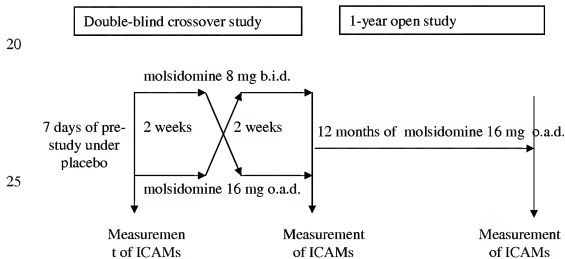 Double-blind crossover study
1-year open study
20
molsidomine 8 mg b.i.d.
7 days of pre-
study under
placebo
2 weeks
2 weeks
12 months of molsidomine 16 mg o.a.d.
25
molsidomine 16 mg o.a.d.
Measuremen
t of ICAMs
Measurement
of ICAMs
Measurement
of ICAMs